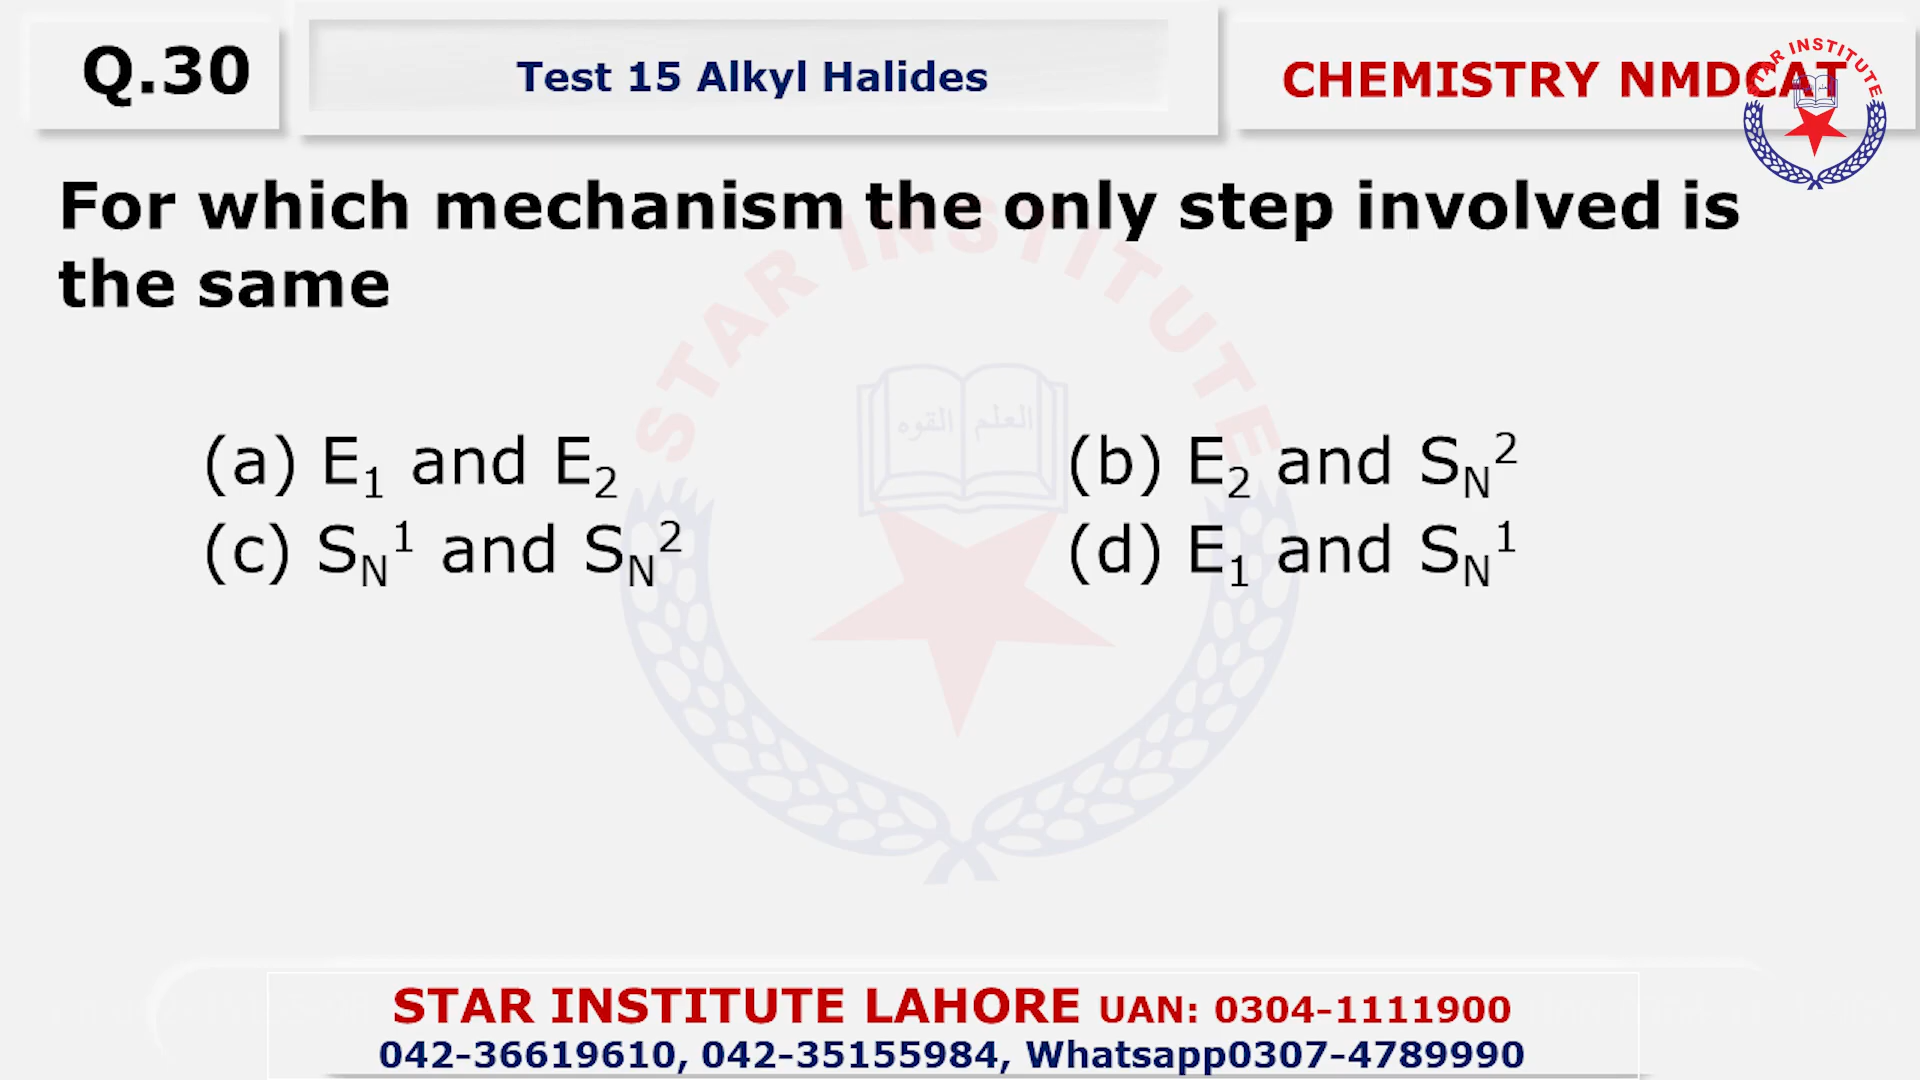 Q.30
Test 15 Alkyl Halides
CHEMISTRY NMDCAT
STAR INSTITUTE
For which mechanism the only step involved is
the same
STAR INSTITUTE
العلم القوه
(a) E₁ and E₂
(b) E₂ and S_N²
(c) S_N¹ and S_N²
(d) E₁ and S_N¹
STAR INSTITUTE LAHORE UAN: 0304-1111900
042-36619610, 042-35155984, Whatsapp0307-4789990